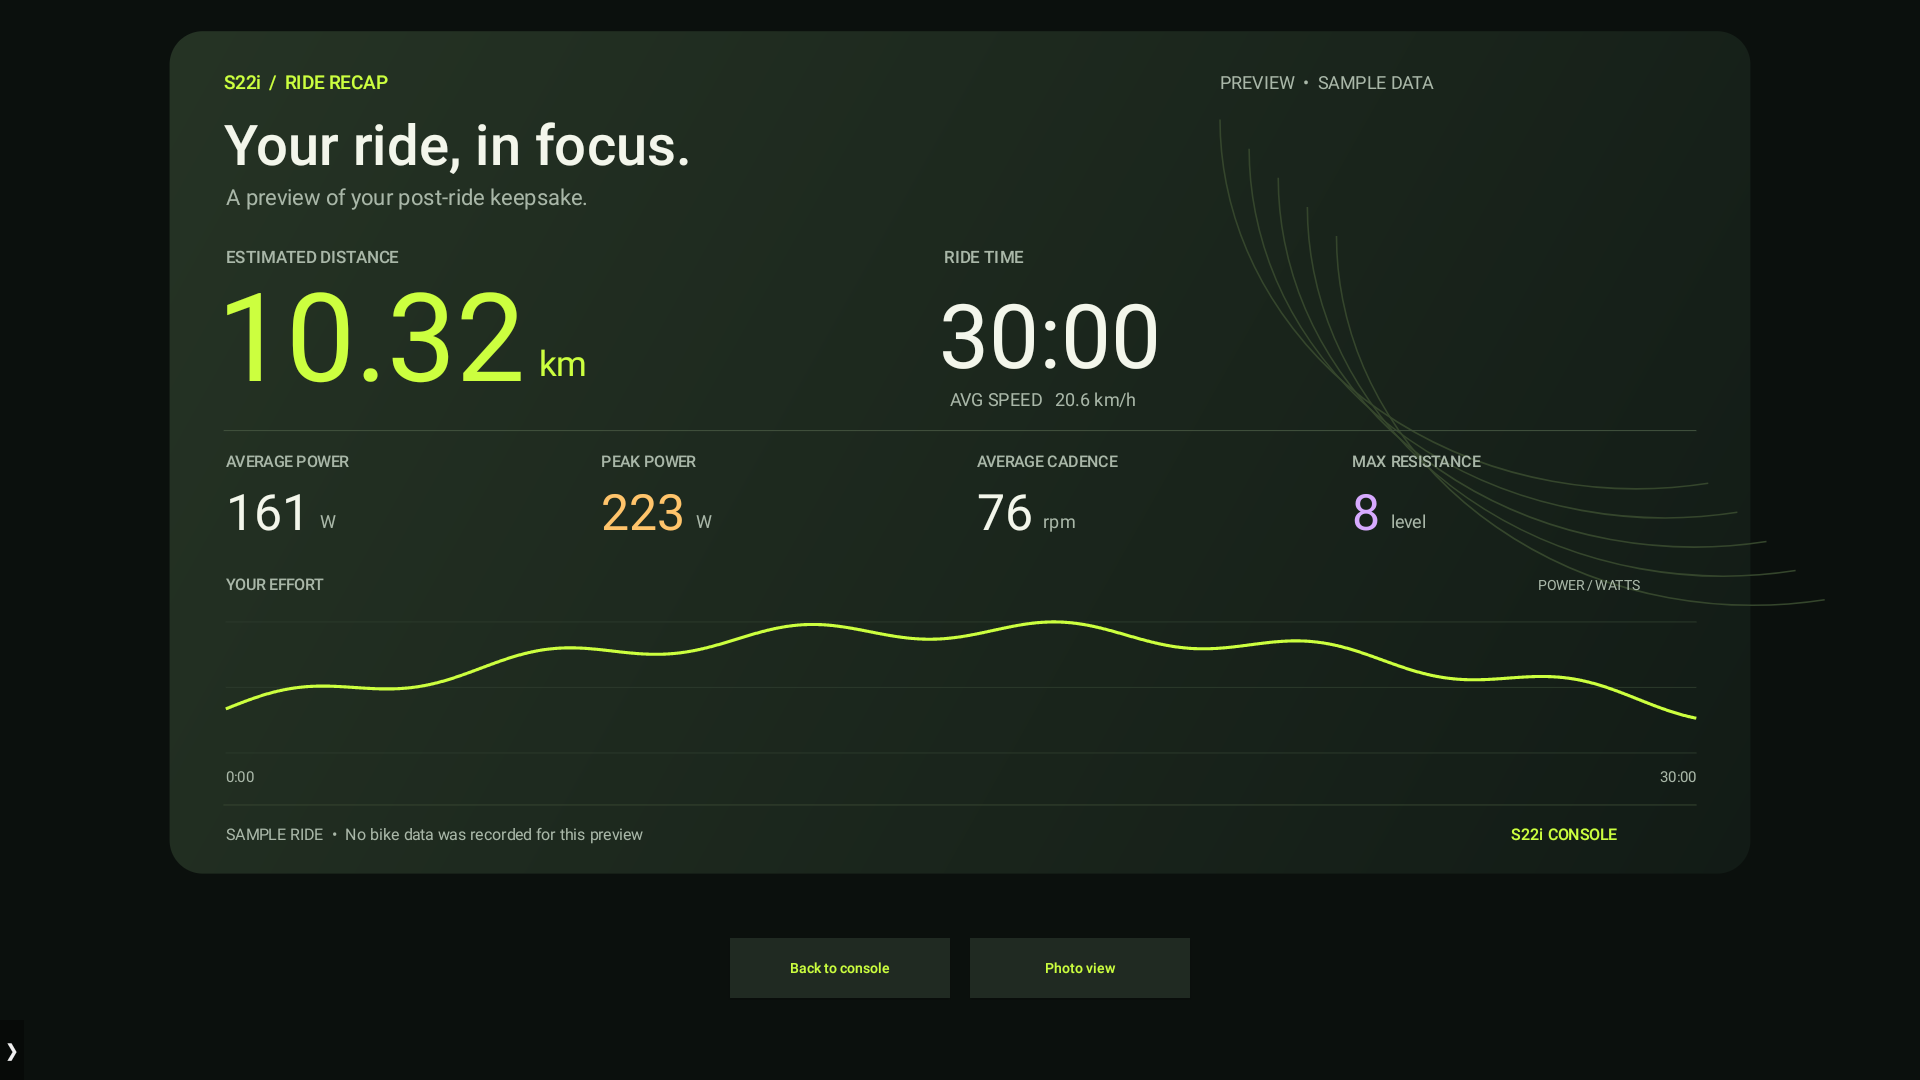 S22i / RIDE RECAP
PREVIEW • SAMPLE DATA
Your ride, in focus.
A preview of your post-ride keepsake.
ESTIMATED DISTANCE
10.32 km
RIDE TIME
30:00
AVG SPEED 20.6 km/h
AVERAGE POWER
161 W
PEAK POWER
223 W
AVERAGE CADENCE
76 rpm
MAX RESISTANCE
8 level
YOUR EFFORT
POWER / WATTS
0:00
30:00
SAMPLE RIDE • No bike data was recorded for this preview
S22i CONSOLE
Back to console
Photo view
❯